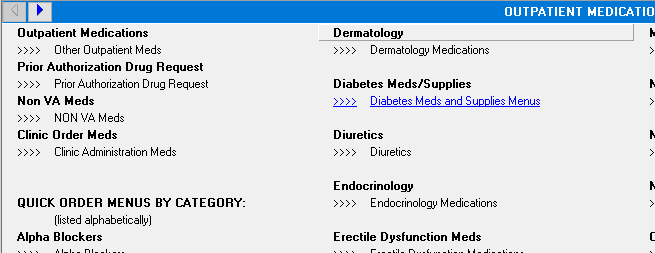 OUTPATIENT MEDICATIO
Outpatient Medications
>>>> Other Outpatient Meds
Prior Authorization Drug Request
>>>> Prior Authorization Drug Request
Non VA Meds
>>>> NON VA Meds
Clinic Order Meds
>>>> Clinic Administration Meds
QUICK ORDER MENUS BY CATEGORY:
(listed alphabetically)
Alpha Blockers
>>>> Alpha Blockers
Dermatology
>>>> Dermatology Medications
Diabetes Meds/Supplies
>>>> Diabetes Meds and Supplies Menus
Diuretics
>>>> Diuretics
Endocrinology
>>>> Endocrinology Medications
Erectile Dysfunction Meds
>>>> Erectile Dysfunction Medications